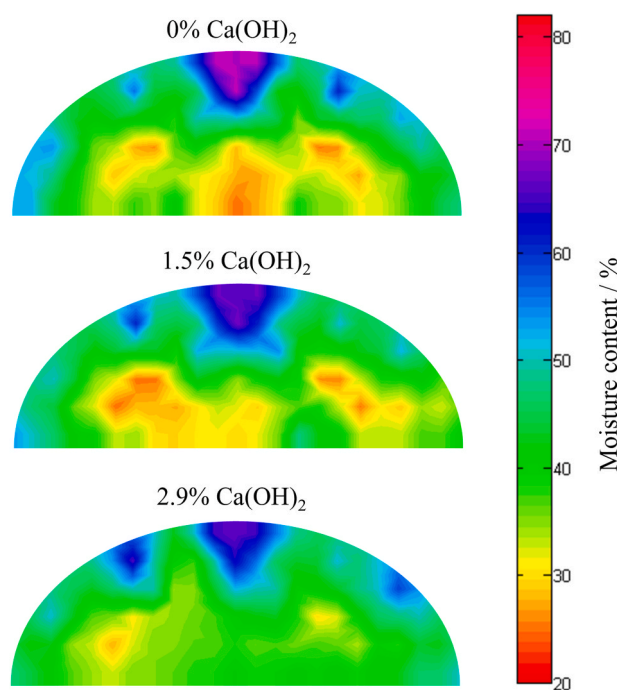 0% Ca(OH)₂
1.5% Ca(OH)₂
2.9% Ca(OH)₂
80
70
60
50
40
30
20
Moisture content / %